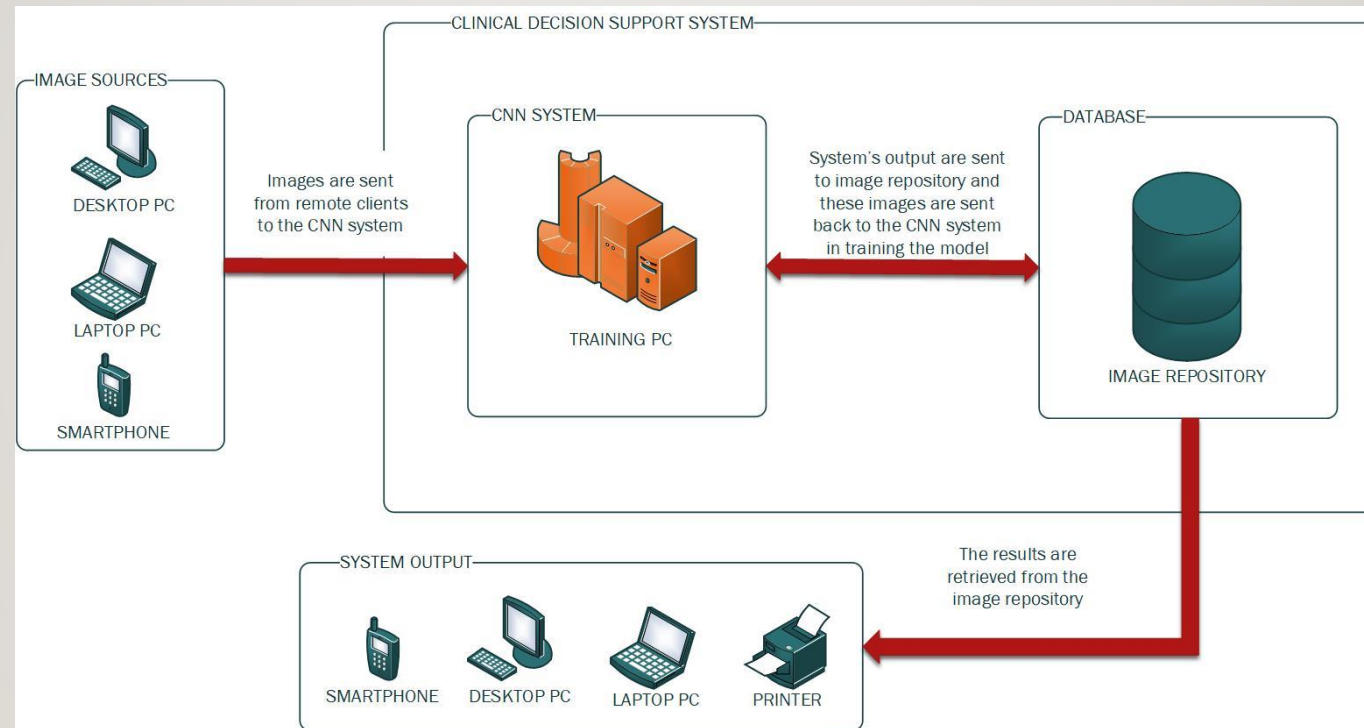 CLINICAL DECISION SUPPORT SYSTEM
IMAGE SOURCES
DESKTOP PC
LAPTOP PC
SMARTPHONE
Images are sent
from remote clients
to the CNN system
CNN SYSTEM
TRAINING PC
System's output are sent
to image repository and
these images are sent
back to the CNN system
in training the model
DATABASE
IMAGE REPOSITORY
The results are
retrieved from the
image repository
SYSTEM OUTPUT
SMARTPHONE
DESKTOP PC
LAPTOP PC
PRINTER